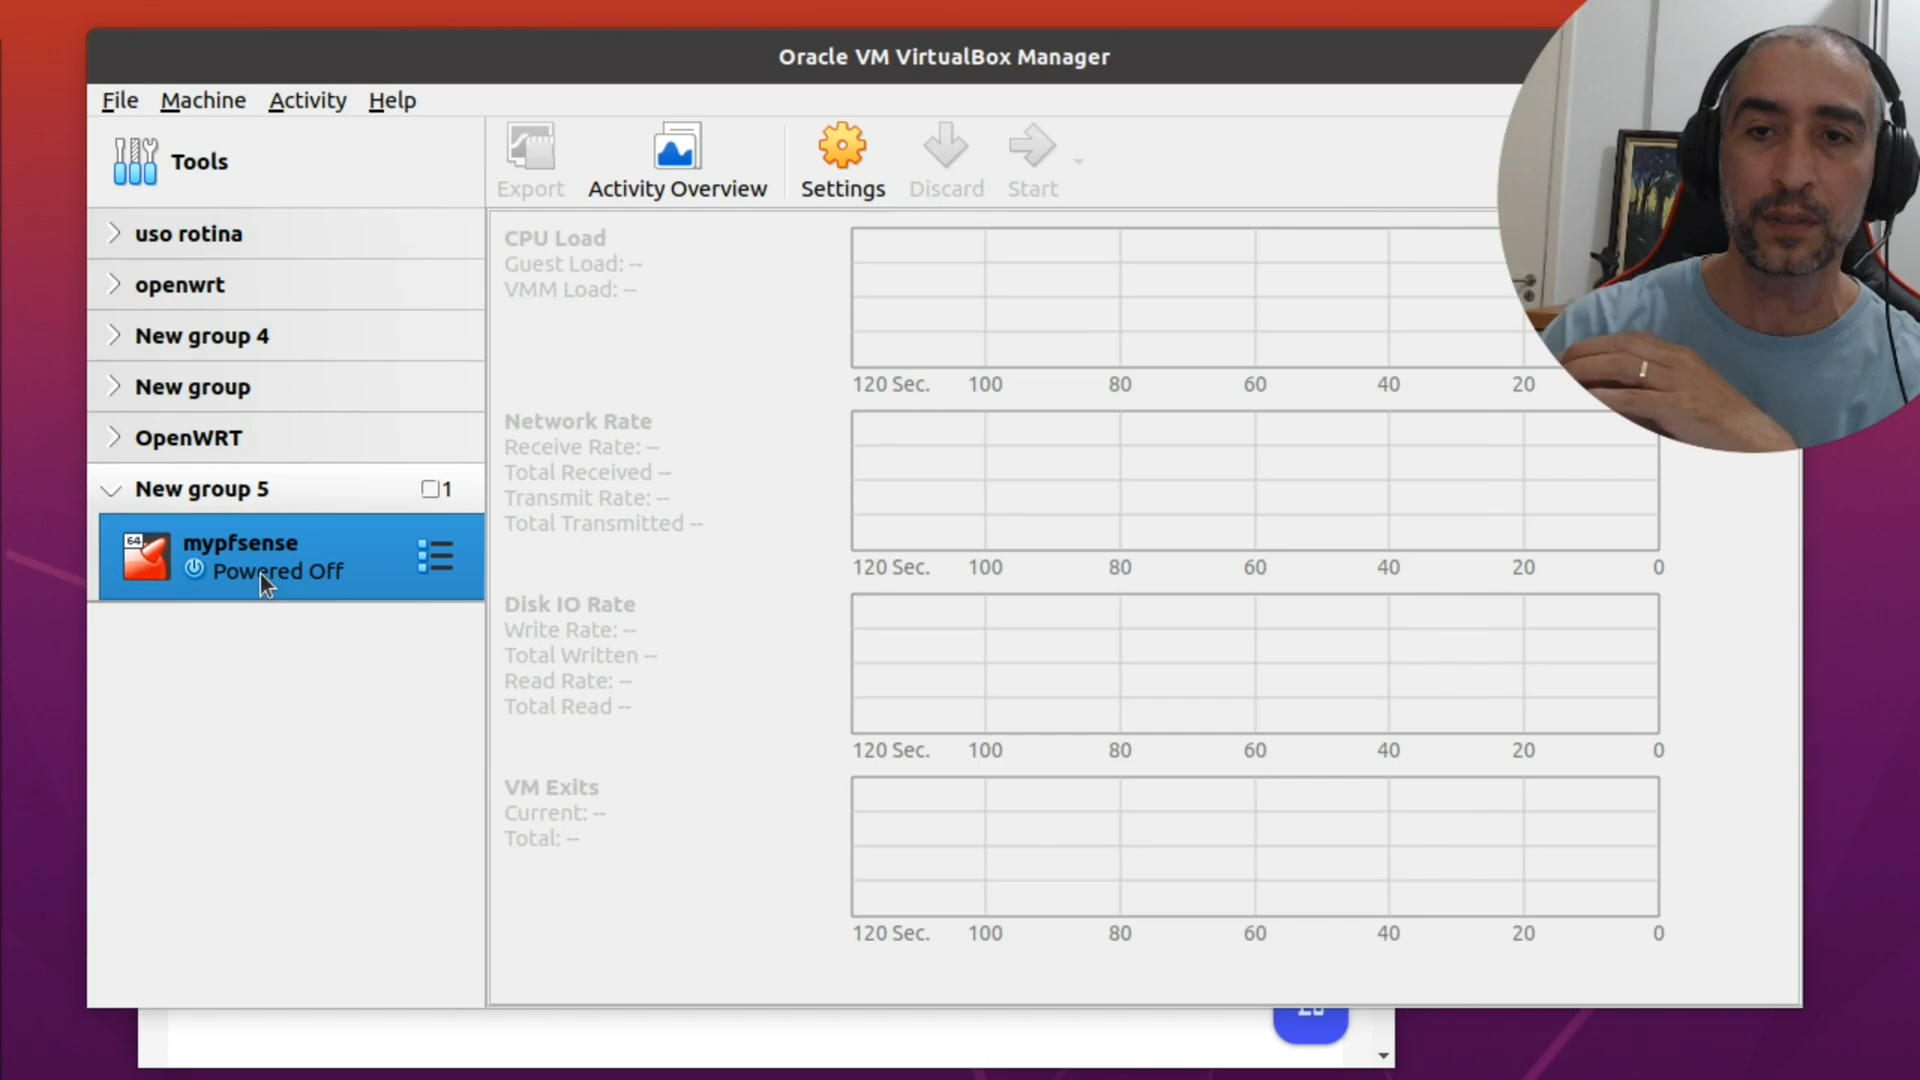 Oracle VM VirtualBox Manager
File Machine Activity Help
Tools
Export Activity Overview Settings Discard Start
uso rotina
openwrt
New group 4
New group
OpenWRT
New group 5 1
64
mypfsense
Powered Off
CPU Load
Guest Load: --
VMM Load: --
120 Sec. 100 80 60 40 20
Network Rate
Receive Rate: --
Total Received --
Transmit Rate: --
Total Transmitted --
120 Sec. 100 80 60 40 20 0
Disk IO Rate
Write Rate: --
Total Written --
Read Rate: --
Total Read --
120 Sec. 100 80 60 40 20 0
VM Exits
Current: --
Total: --
120 Sec. 100 80 60 40 20 0